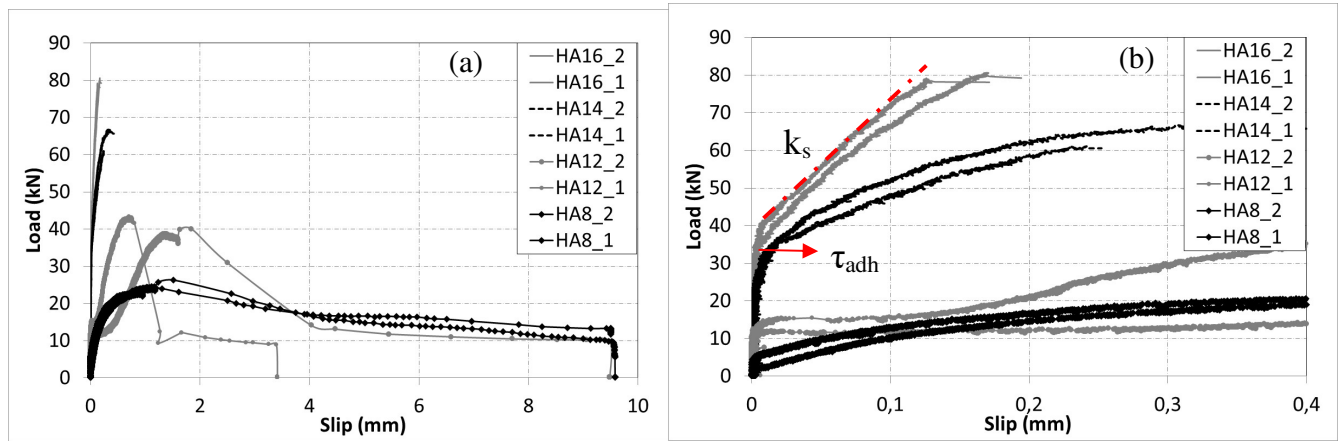 (a)
Load (kN)
90
80
70
60
50
40
30
20
10
0
0 2 4 6 8 10
Slip (mm)
HA16_2
HA16_1
HA14_2
HA14_1
HA12_2
HA12_1
HA8_2
HA8_1
(b)
Load (kN)
90
80
70
60
50
40
30
20
10
0
0 0,1 0,2 0,3 0,4
Slip (mm)
HA16_2
HA16_1
HA14_2
HA14_1
HA12_2
HA12_1
HA8_2
HA8_1
kₛ
τadh